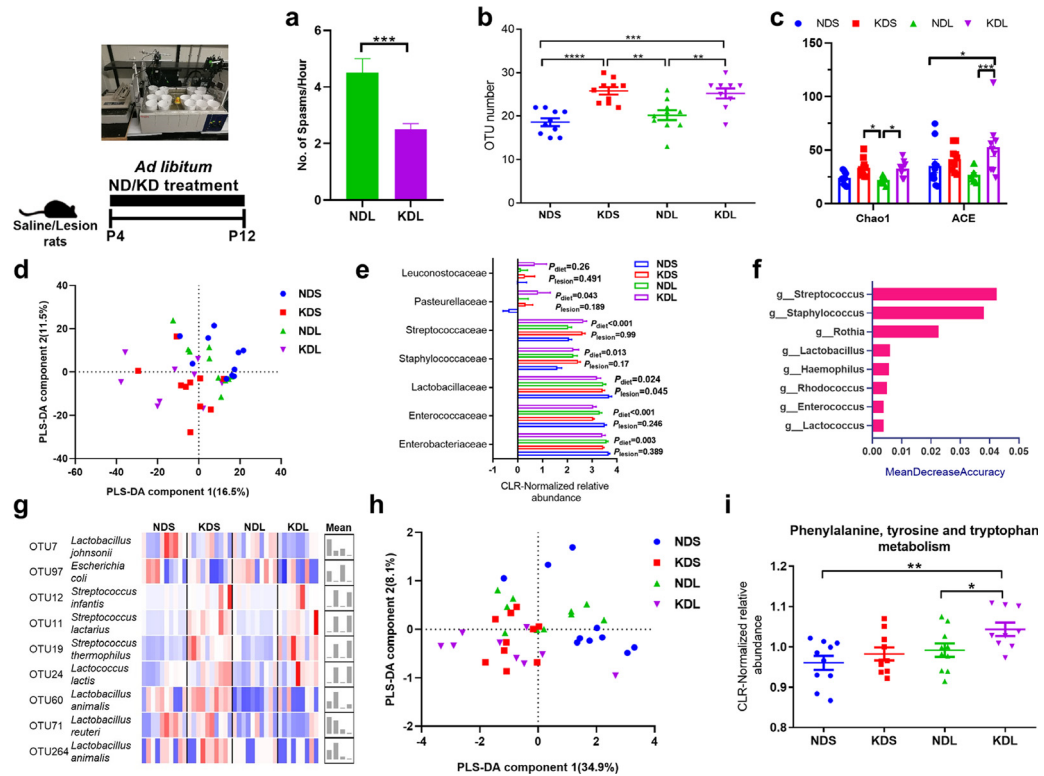 Ad libitum
ND/KD treatment
Saline/Lesion
rats
P4
P12
a
No. of Spasms/Hour
6
4
2
0
***
NDL
KDL
b
OTU number
40
30
20
10
0
***
****
**
**
NDS
KDS
NDL
KDL
c
NDS
KDS
NDL
KDL
125
100
75
50
25
0
*
***
*
*
Chao1
ACE
d
PLS-DA component 2(11.5%)
40
20
0
-20
-40
-60
-60
-40
-20
0
20
40
PLS-DA component 1(16.5%)
NDS
KDS
NDL
KDL
e
Leuconostocaceae
Pdiet=0.26
Plesion=0.491
Pasteurellaceae
Pdiet=0.043
Plesion=0.189
Streptococcaceae
Pdiet<0.001
Plesion=0.99
Staphylococcaceae
Pdiet=0.013
Plesion=0.17
Lactobacillaceae
Pdiet=0.024
Plesion=0.045
Enterococcaceae
Pdiet<0.001
Plesion=0.246
Enterobacteriaceae
Pdiet=0.003
Plesion=0.389
NDS
KDS
NDL
KDL
-1
0
1
2
3
4
CLR-Normalized relative
abundance
f
g__Streptococcus
g__Staphylococcus
g__Rothia
g__Lactobacillus
g__Haemophilus
g__Rhodococcus
g__Enterococcus
g__Lactococcus
0.00
0.01
0.02
0.03
0.04
0.05
MeanDecreaseAccuracy
g
NDS
KDS
NDL
KDL
Mean
OTU7 Lactobacillus
johnsonii
OTU97 Escherichia
coli
OTU12 Streptococcus
infantis
OTU11 Streptococcus
lactarius
OTU19 Streptococcus
thermophilus
OTU24 Lactococcus
lactis
OTU60 Lactobacillus
animalis
OTU71 Lactobacillus
reuteri
OTU264 Lactobacillus
animalis
h
PLS-DA component 2(8.1%)
2
1
0
-1
-2
-4
-2
0
2
4
PLS-DA component 1(34.9%)
NDS
KDS
NDL
KDL
i
Phenylalanine, tyrosine and tryptophan
metabolism
CLR-Normalized relative
abundance
1.2
1.1
1.0
0.9
0.8
**
*
NDS
KDS
NDL
KDL